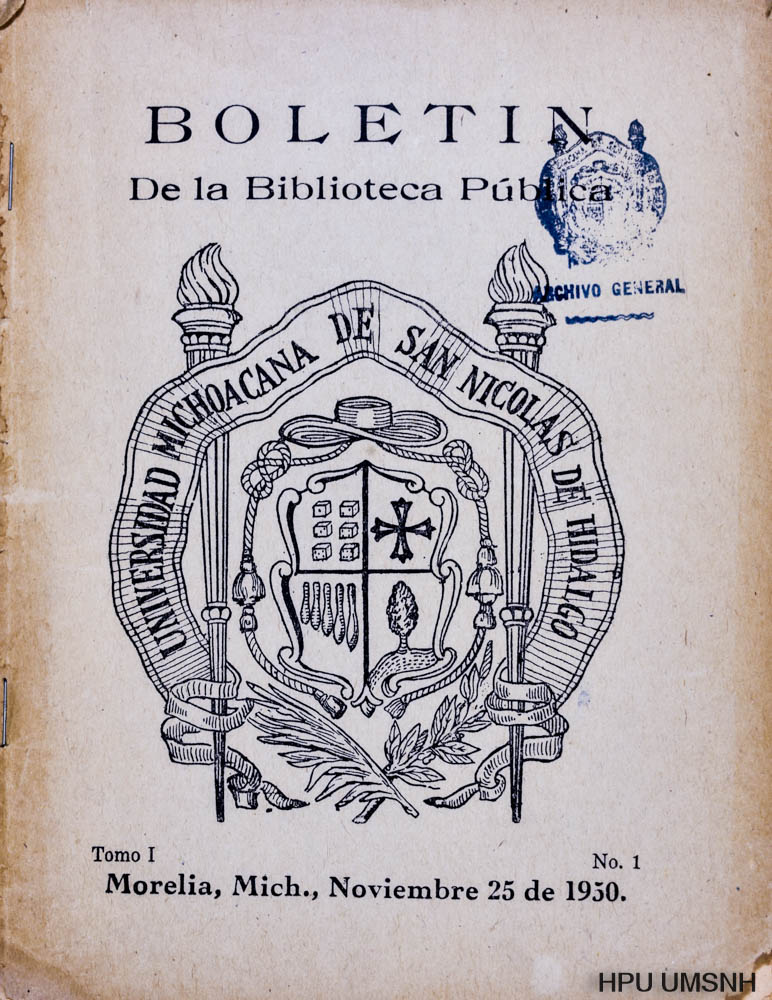 BOLETIN
De la Biblioteca Pública
ARCHIVO GENERAL
UNIVERSIDAD MICHOACANA DE SAN NICOLAS DE HIDALGO
Tomo I
No. 1
Morelia, Mich., Noviembre 25 de 1950.
HPU UMSNH